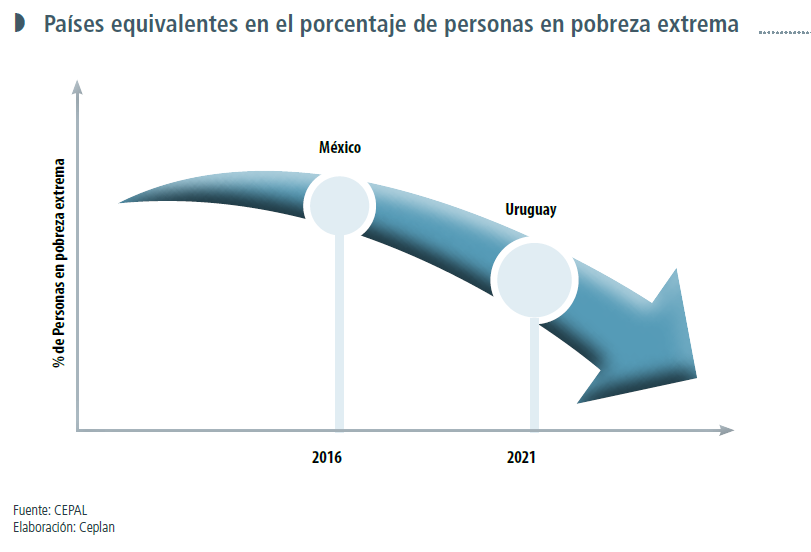 Países equivalentes en el porcentaje de personas en pobreza extrema
México
Uruguay
% de Personas en pobreza extrema
2016
2021
Fuente: CEPAL
Elaboración: Ceplan